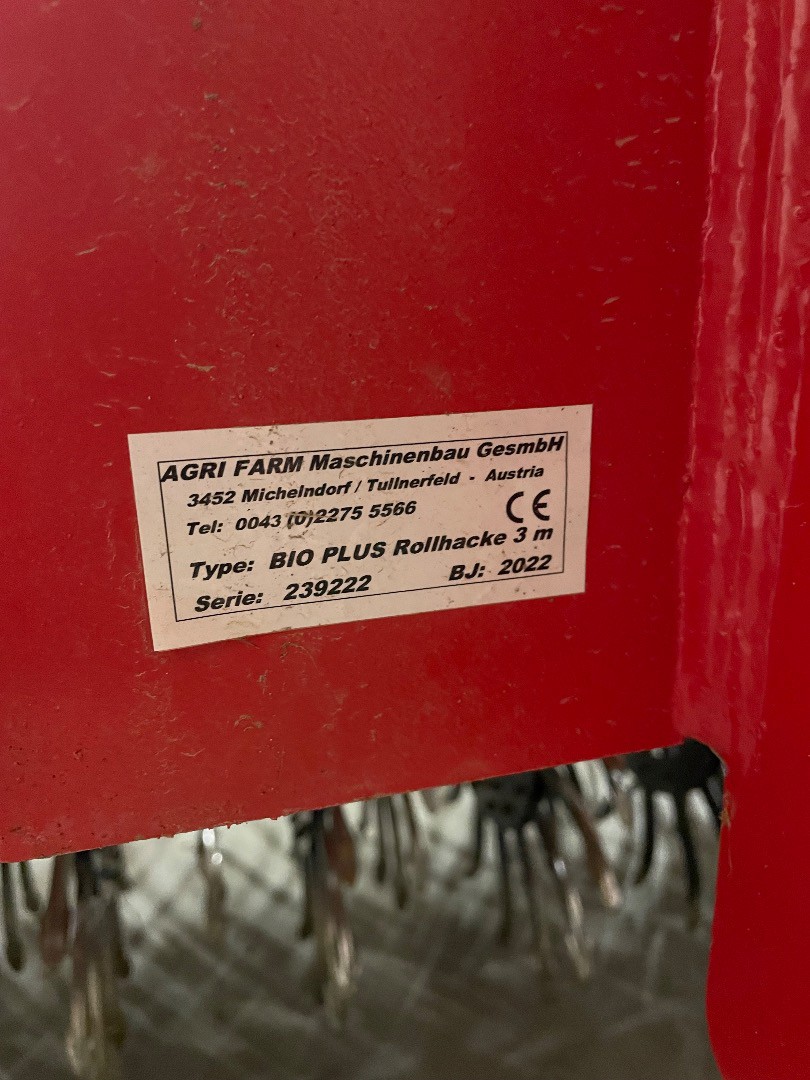 AGRI FARM Maschinenbau GesmbH
3452 Michelndorf / Tullnerfeld - Austria
Tel: 0043 (0)2275 5566
CE
Type: BIO PLUS Rollhacke 3 m
Serie: 239222 BJ: 2022